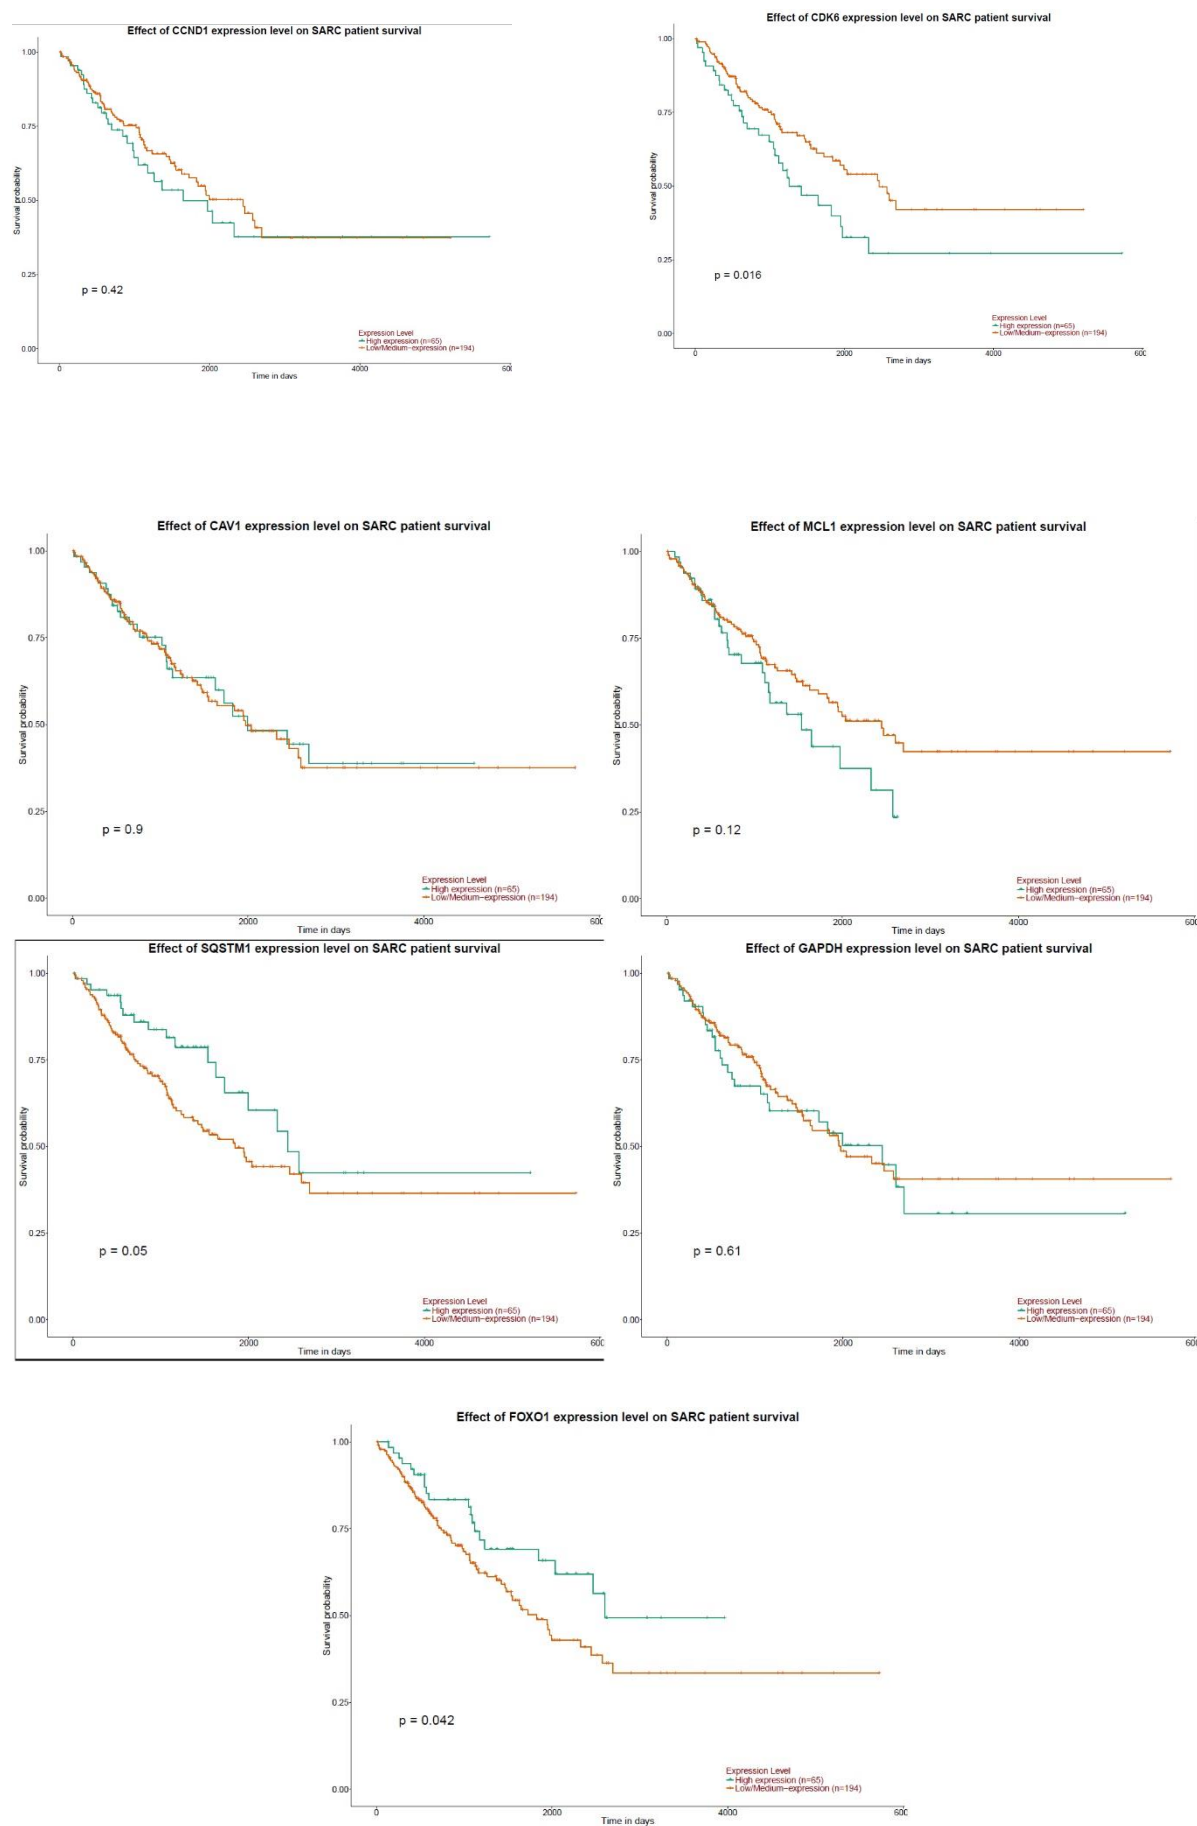 Effect of CCND1 expression level on SARC patient survival
1.00
0.75
0.50
0.25
0.00
Survival probability
p = 0.42
Expression Level
High expression (n=65)
Low/Medium−expression (n=194)
0 2000 4000 600
Time in days
Effect of CDK6 expression level on SARC patient survival
1.00
0.75
0.50
0.25
0.00
Survival probability
p = 0.016
Expression Level
High expression (n=65)
Low/Medium−expression (n=194)
0 2000 4000 600
Time in days
Effect of CAV1 expression level on SARC patient survival
1.00
0.75
0.50
0.25
0.00
Survival probability
p = 0.9
Expression Level
High expression (n=65)
Low/Medium−expression (n=194)
0 2000 4000 600
Time in days
Effect of MCL1 expression level on SARC patient survival
1.00
0.75
0.50
0.25
0.00
Survival probability
p = 0.12
Expression Level
High expression (n=65)
Low/Medium−expression (n=194)
0 2000 4000 600
Time in days
Effect of SQSTM1 expression level on SARC patient survival
1.00
0.75
0.50
0.25
0.00
Survival probability
p = 0.05
Expression Level
High expression (n=65)
Low/Medium−expression (n=194)
0 2000 4000 600
Time in days
Effect of GAPDH expression level on SARC patient survival
1.00
0.75
0.50
0.25
0.00
Survival probability
p = 0.61
Expression Level
High expression (n=65)
Low/Medium−expression (n=194)
0 2000 4000 600
Time in days
Effect of FOXO1 expression level on SARC patient survival
1.00
0.75
0.50
0.25
0.00
Survival probability
p = 0.042
Expression Level
High expression (n=65)
Low/Medium−expression (n=194)
0 2000 4000 600
Time in days